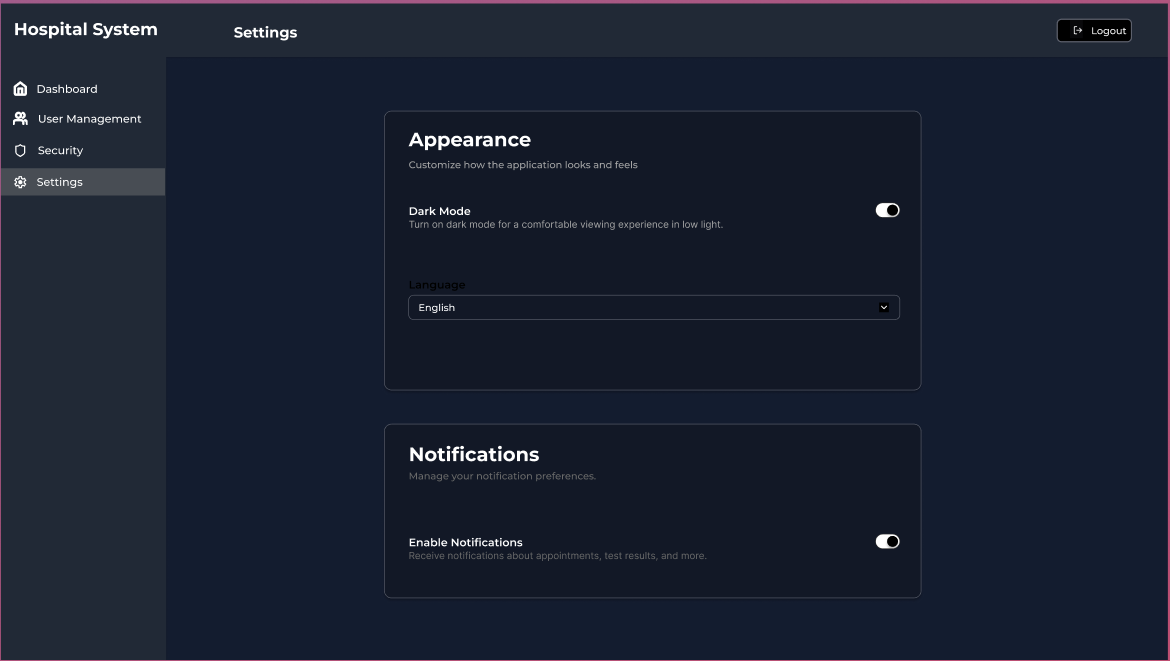 Hospital System
Settings
Logout
Dashboard
User Management
Security
Settings
Appearance
Customize how the application looks and feels
Dark Mode
Turn on dark mode for a comfortable viewing experience in low light.
Language
English
Notifications
Manage your notification preferences.
Enable Notifications
Receive notifications about appointments, test results, and more.